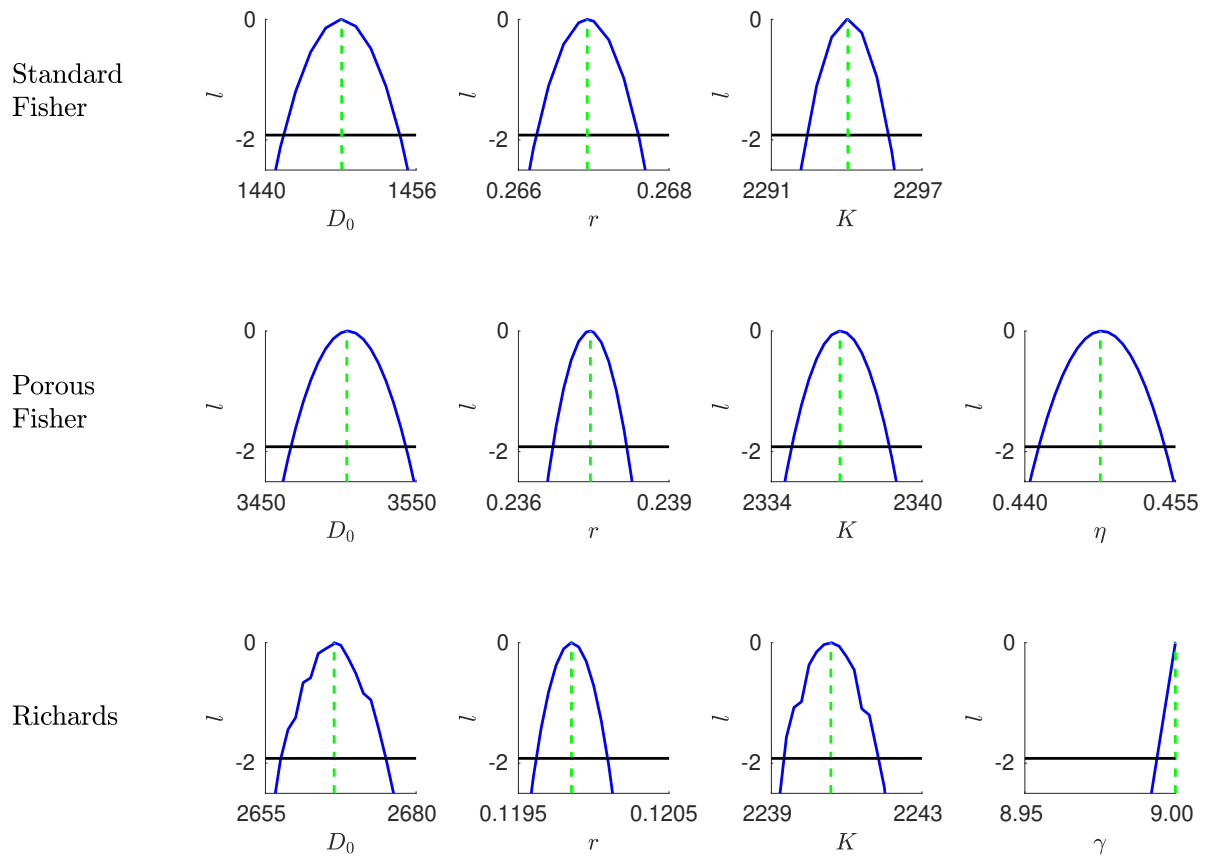 Standard
Fisher
0
-2
l
1440
1456
D₀
0
-2
l
0.266
0.268
r
0
-2
l
2291
2297
K
Porous
Fisher
0
-2
l
3450
3550
D₀
0
-2
l
0.236
0.239
r
0
-2
l
2334
2340
K
0
-2
l
0.440
0.455
η
Richards
0
-2
l
2655
2680
D₀
0
-2
l
0.1195
0.1205
r
0
-2
l
2239
2243
K
0
-2
l
8.95
9.00
γ